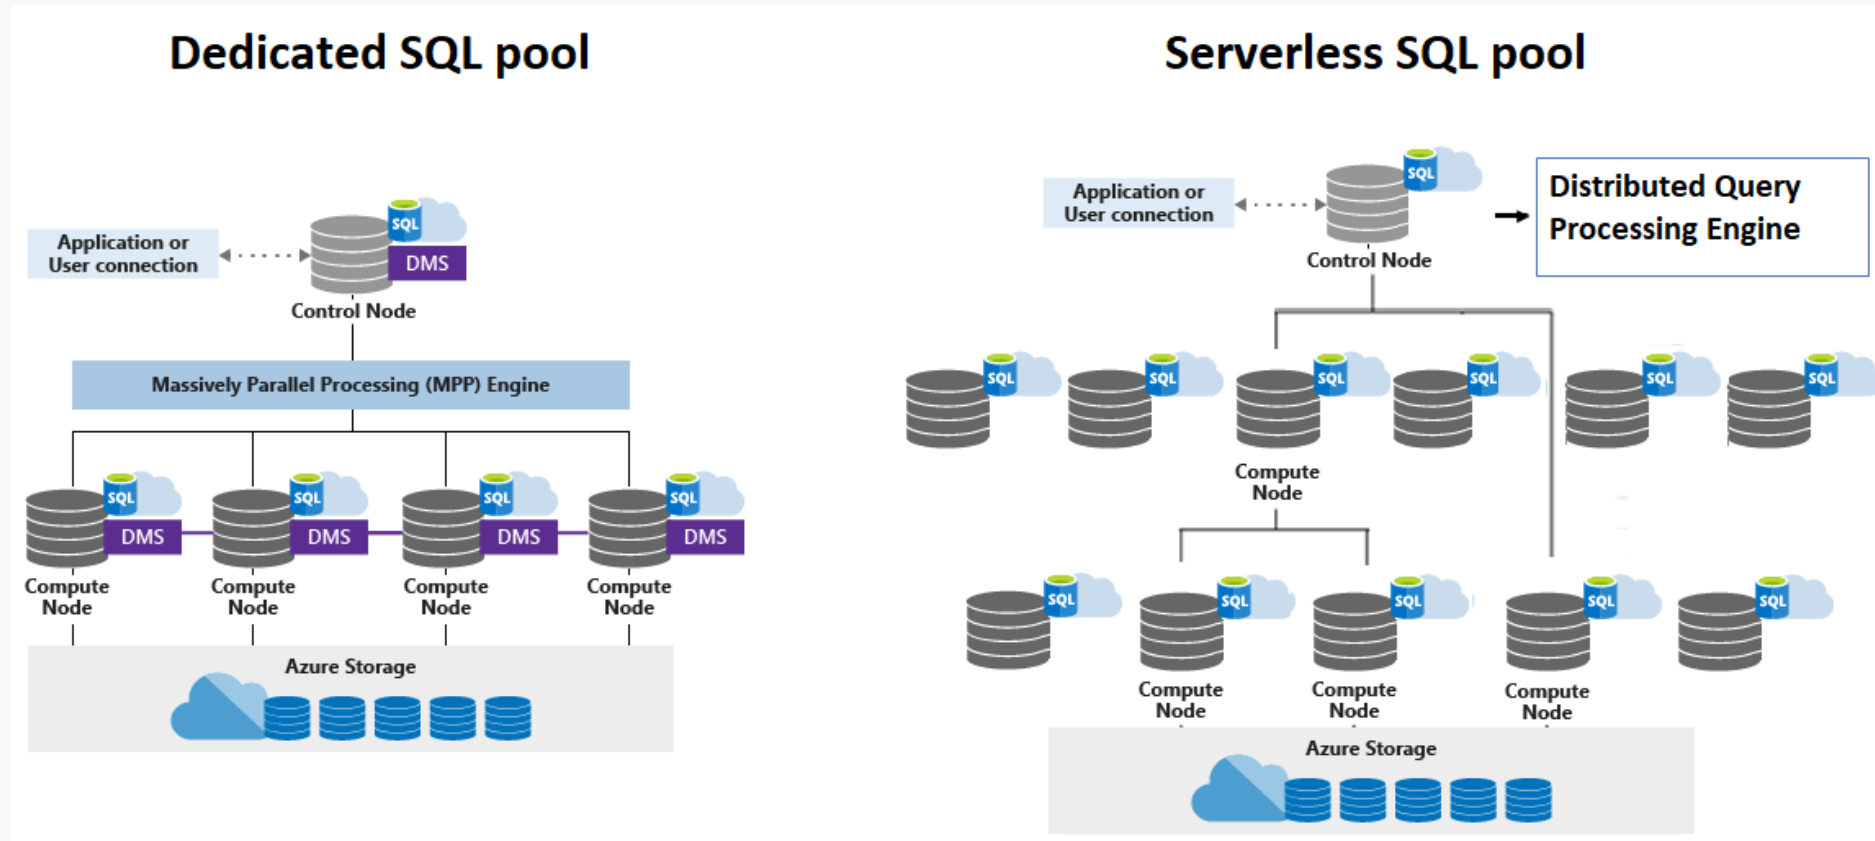 Dedicated SQL pool
Application or
User connection
SQL
DMS
Control Node
Massively Parallel Processing (MPP) Engine
SQL
DMS
SQL
DMS
SQL
DMS
SQL
DMS
Compute
Node
Compute
Node
Compute
Node
Compute
Node
Azure Storage
Serverless SQL pool
Application or
User connection
SQL
Control Node
Distributed Query
Processing Engine
SQL
SQL
SQL
SQL
SQL
SQL
Compute
Node
SQL
SQL
SQL
SQL
SQL
Compute
Node
Compute
Node
Compute
Node
Azure Storage